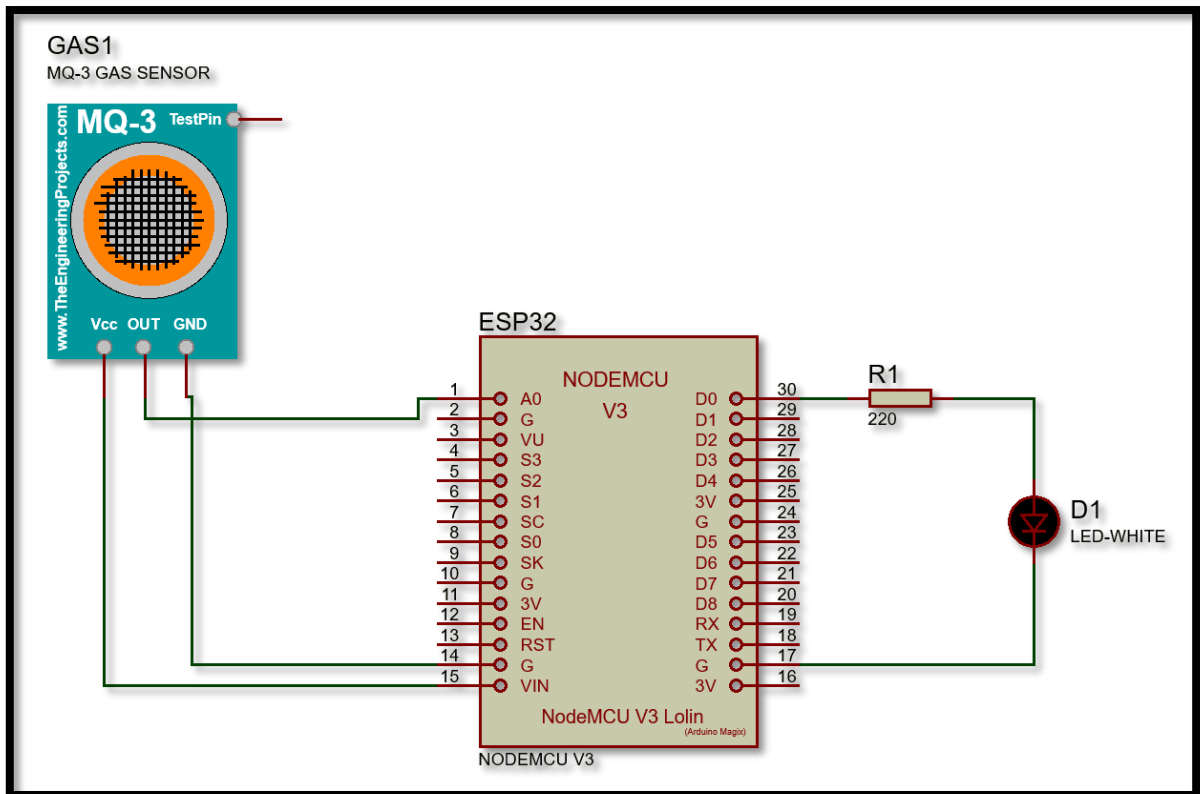 GAS1
MQ-3 GAS SENSOR
MQ-3
TestPin
www.TheEngineeringProjects.com
Vcc OUT GND
ESP32
NODEMCU
V3
1 A0
2 G
3 VU
4 S3
5 S2
6 S1
7 SC
8 S0
9 SK
10 G
11 3V
12 EN
13 RST
14 G
15 VIN
D0 30
D1 29
D2 28
D3 27
D4 26
3V 25
G 24
D5 23
D6 22
D7 21
D8 20
RX 19
TX 18
G 17
3V 16
NodeMCU V3 Lolin
(Arduino Magix)
NODEMCU V3
R1
220
D1
LED-WHITE